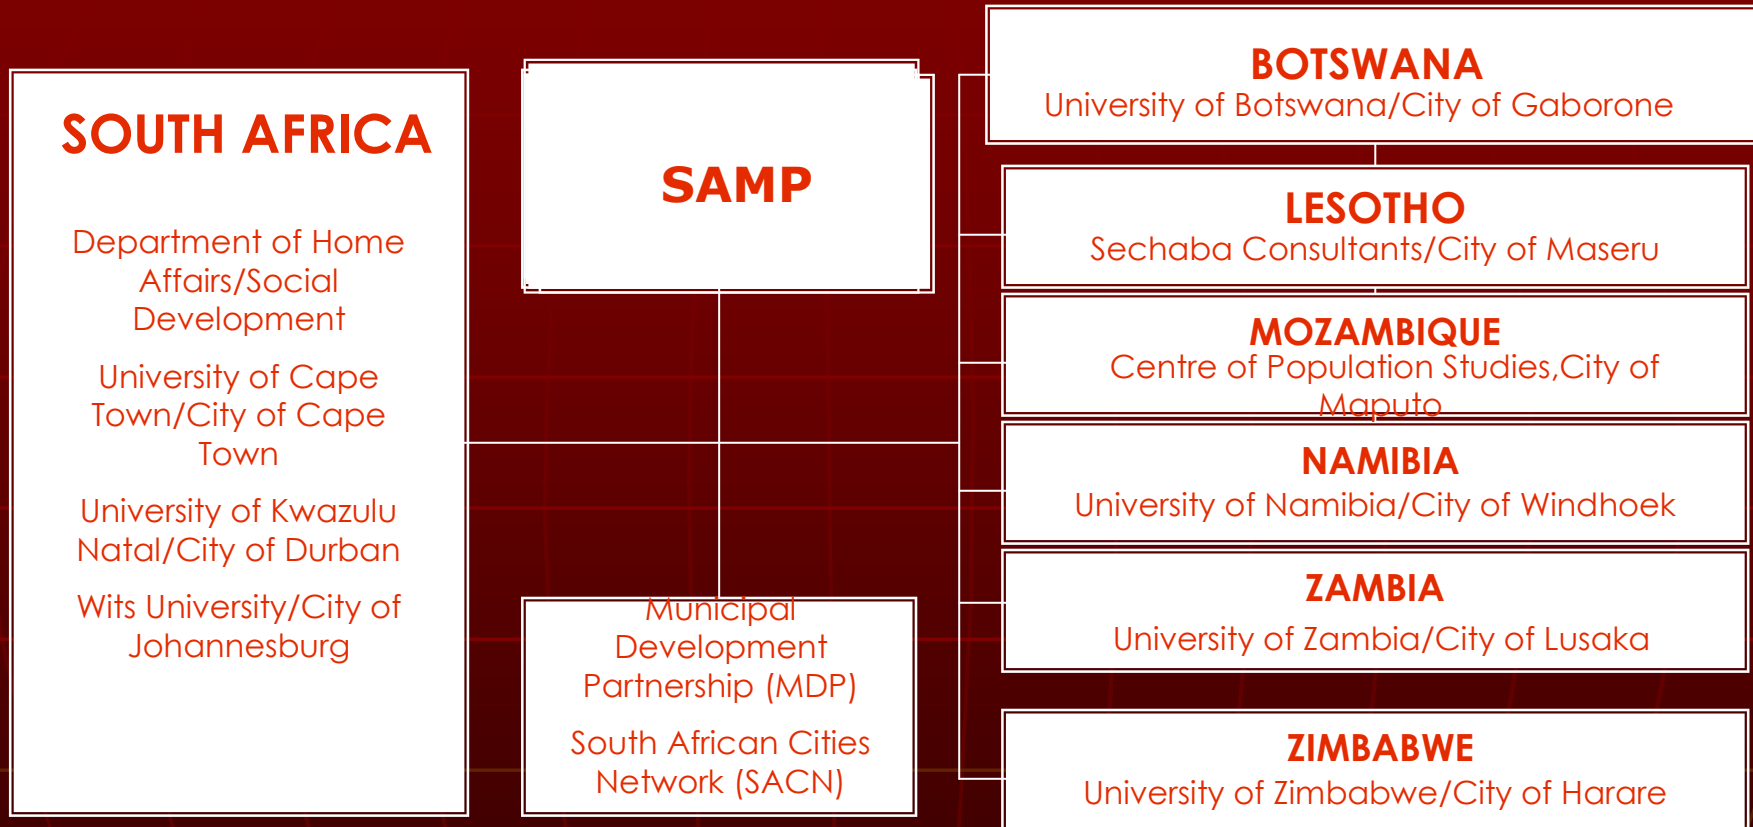 SOUTH AFRICA
Department of Home
Affairs/Social
Development
University of Cape
Town/City of Cape
Town
University of Kwazulu
Natal/City of Durban
Wits University/City of
Johannesburg
SAMP
Municipal
Development
Partnership (MDP)
South African Cities
Network (SACN)
BOTSWANA
University of Botswana/City of Gaborone
LESOTHO
Sechaba Consultants/City of Maseru
MOZAMBIQUE
Centre of Population Studies,City of
Maputo
NAMIBIA
University of Namibia/City of Windhoek
ZAMBIA
University of Zambia/City of Lusaka
ZIMBABWE
University of Zimbabwe/City of Harare